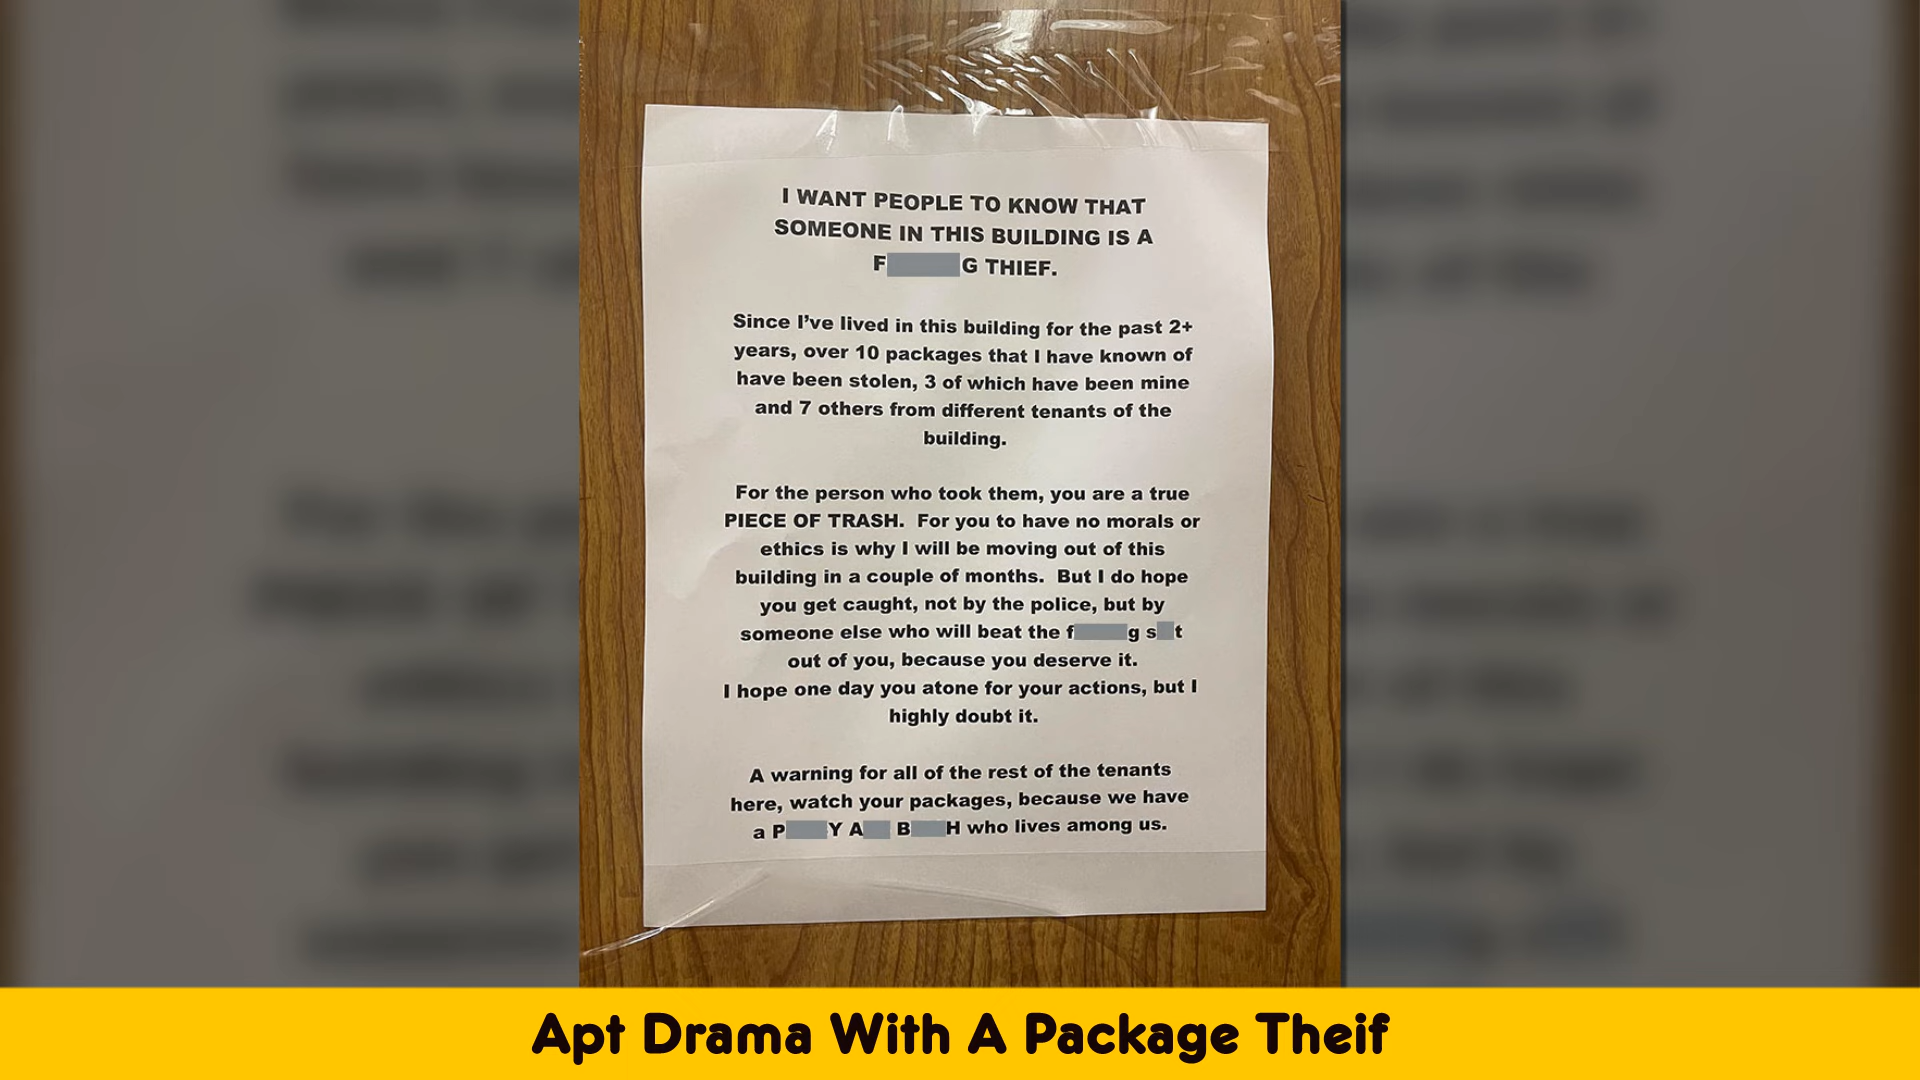 I WANT PEOPLE TO KNOW THAT
SOMEONE IN THIS BUILDING IS A
F G THIEF.
Since I've lived in this building for the past 2+
years, over 10 packages that I have known of
have been stolen, 3 of which have been mine
and 7 others from different tenants of the
building.
For the person who took them, you are a true
PIECE OF TRASH. For you to have no morals or
ethics is why I will be moving out of this
building in a couple of months. But I do hope
you get caught, not by the police, but by
someone else who will beat the f g s t
out of you, because you deserve it.
I hope one day you atone for your actions, but I
highly doubt it.
A warning for all of the rest of the tenants
here, watch your packages, because we have
a P Y A B H who lives among us.
Apt Drama With A Package Theif